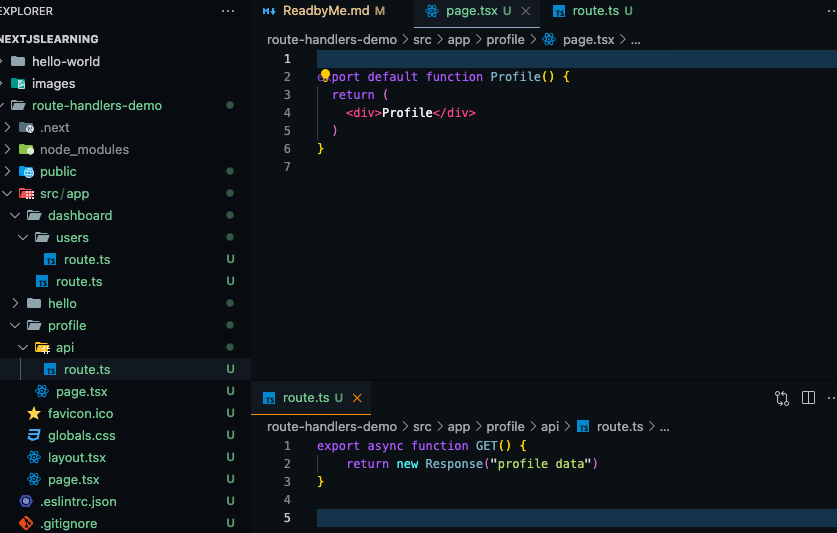 EXPLORER
NEXTJSLEARNING
hello-world
images
route-handlers-demo
.next
node_modules
public
src/app
dashboard
users
route.ts U
route.ts U
hello
profile
api
route.ts U
page.tsx U
favicon.ico U
globals.css U
layout.tsx U
page.tsx U
.eslintrc.json U
.gitignore U
ReadbyMe.md M
page.tsx U
route.ts U
route-handlers-demo > src > app > profile > page.tsx > ...
1
2 export default function Profile() {
3 return (
4 <div>Profile</div>
5 )
6 }
7
route.ts U
route-handlers-demo > src > app > profile > api > TS route.ts > ...
1 export async function GET() {
2 return new Response("profile data")
3 }
4
5